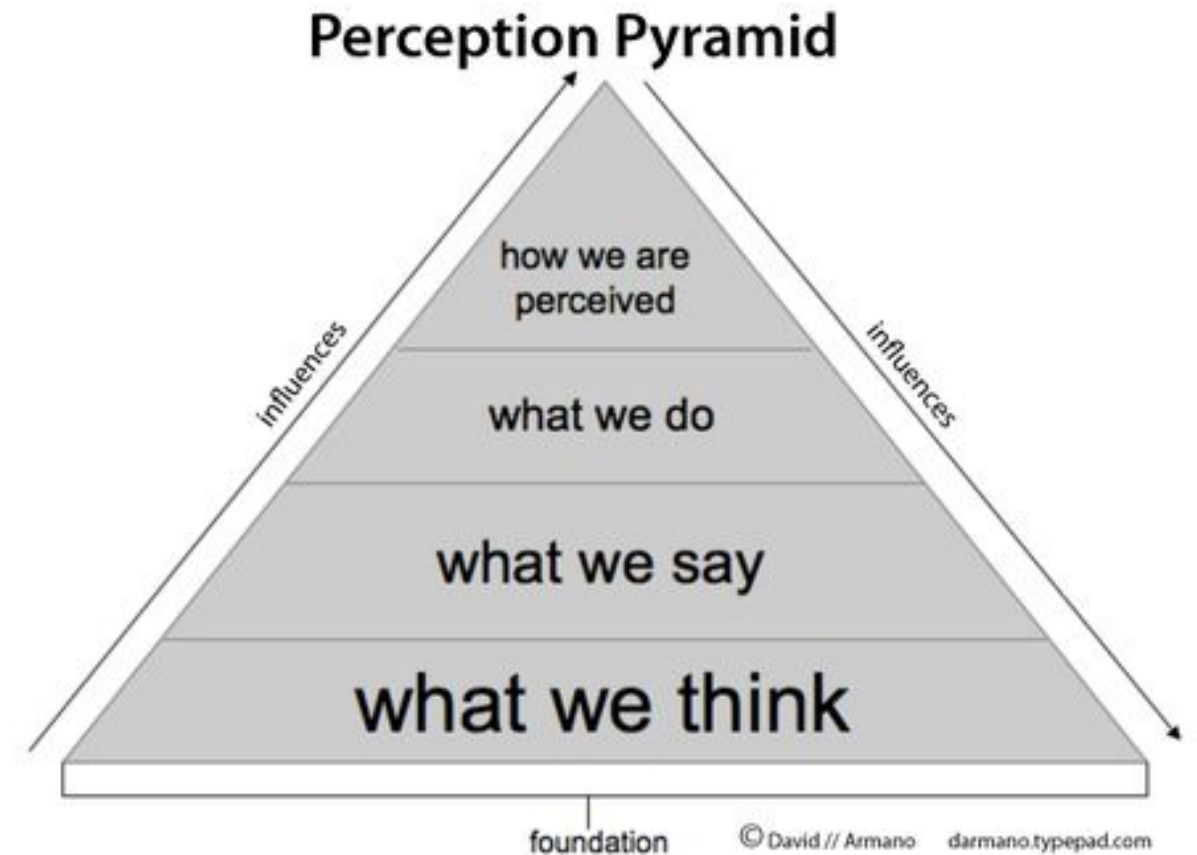 Perception Pyramid
how we are
perceived
influences
influences
what we do
what we say
what we think
foundation
© David // Armano darmano.typepad.com